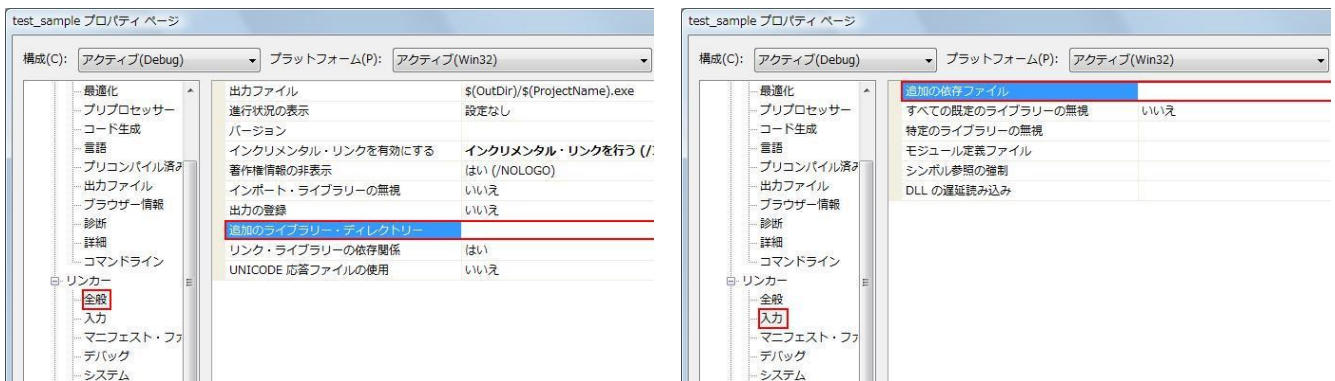 test_sample プロパティ ページ
構成(C): アクティブ(Debug) プラットフォーム(P): アクティブ(Win32)
最適化
プリプロセッサー
コード生成
言語
プリコンパイル済み
出力ファイル
ブラウザー情報
診断
詳細
コマンドライン
リンカー
全般
入力
マニフェスト・ファ
デバッグ
システム
出力ファイル $(OutDir)/$(ProjectName).exe
進行状況の表示 設定なし
バージョン
インクリメンタル・リンクを有効にする インクリメンタル・リンクを行う (/
著作権情報の非表示 はい (/NOLOGO)
インポート・ライブラリーの無視 いいえ
出力の登録 いいえ
追加のライブラリー・ディレクトリー
リンク・ライブラリーの依存関係 はい
UNICODE 応答ファイルの使用 いいえ
test_sample プロパティ ページ
構成(C): アクティブ(Debug) プラットフォーム(P): アクティブ(Win32)
最適化
プリプロセッサー
コード生成
言語
プリコンパイル済み
出力ファイル
ブラウザー情報
診断
詳細
コマンドライン
リンカー
全般
入力
マニフェスト・ファ
デバッグ
システム
追加の依存ファイル
すべての既定のライブラリーの無視 いいえ
特定のライブラリーの無視
モジュール定義ファイル
シンボル参照の強制
DLL の遅延読み込み